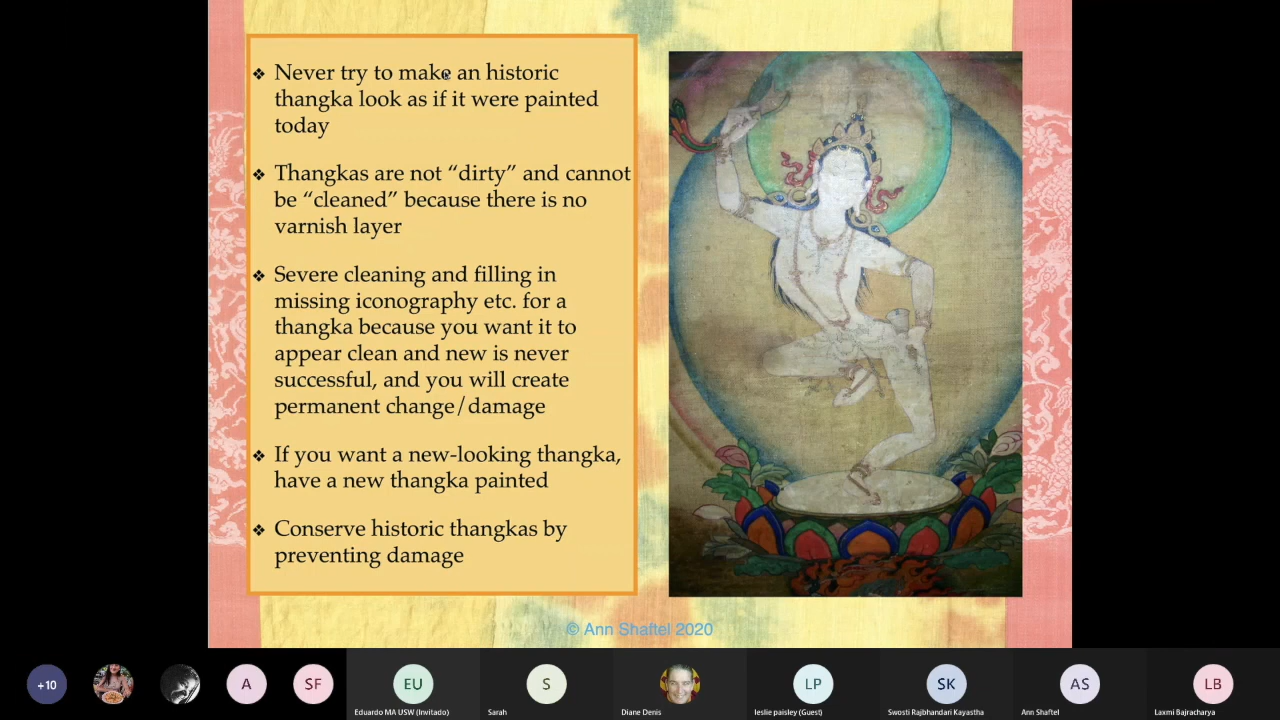 ❖ Never try to make an historic
thangka look as if it were painted
today
❖ Thangkas are not “dirty” and cannot
be “cleaned” because there is no
varnish layer
❖ Severe cleaning and filling in
missing iconography etc. for a
thangka because you want it to
appear clean and new is never
successful, and you will create
permanent change/damage
❖ If you want a new-looking thangka,
have a new thangka painted
❖ Conserve historic thangkas by
preventing damage
© Ann Shaftel 2020
+10
A
SF
EU
S
LP
SK
AS
LB
Eduardo MA USW (Invitado)
Sarah
Diane Denis
leslie paisley (Guest)
Swosti Rajbhandari Kayastha
Ann Shaftel
Laxmi Bajracharya